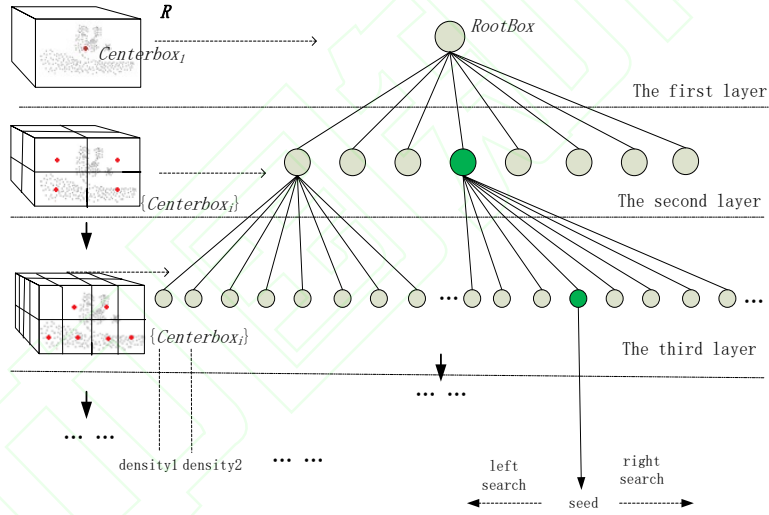 R
RootBox
Centerbox1
The first layer
{Centerboxi}
The second layer
... ...
{Centerboxi}
The third layer
... ...
... ...
density1 density2
... ...
left search
right search
seed